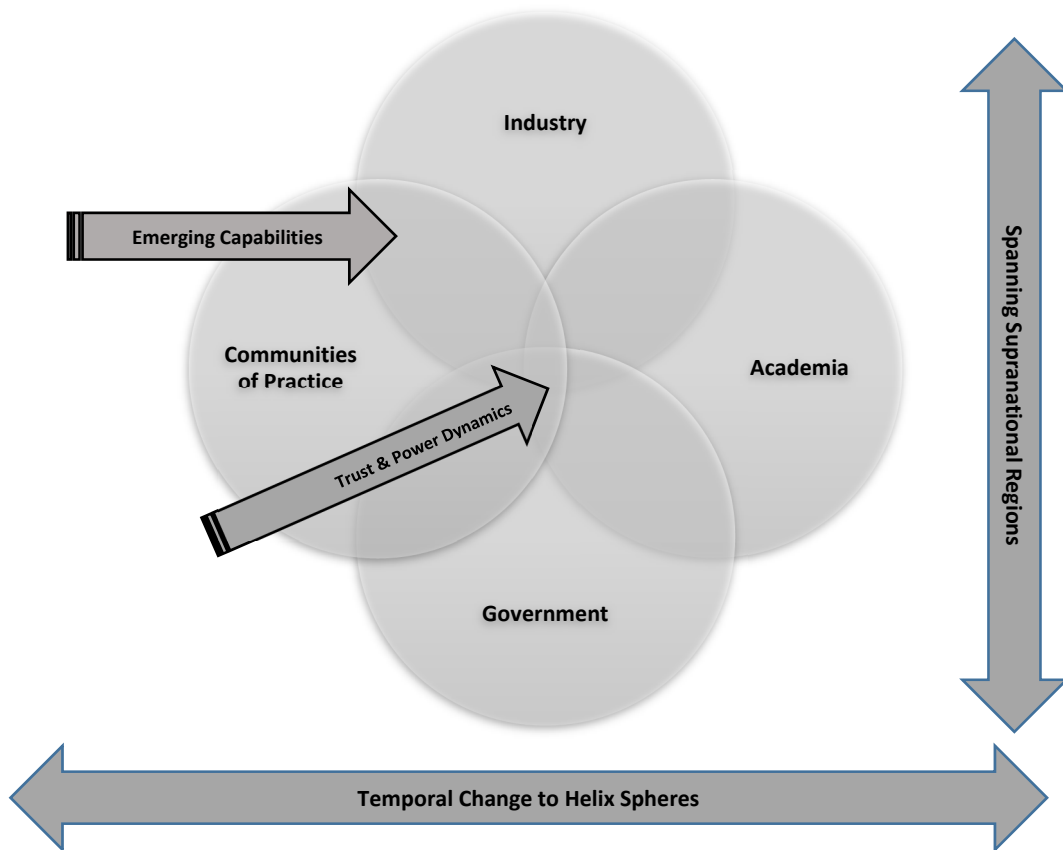 Industry
Emerging Capabilities
Communities
of Practice
Academia
Spanning Supranational Regions
Trust & Power Dynamics
Government
Temporal Change to Helix Spheres